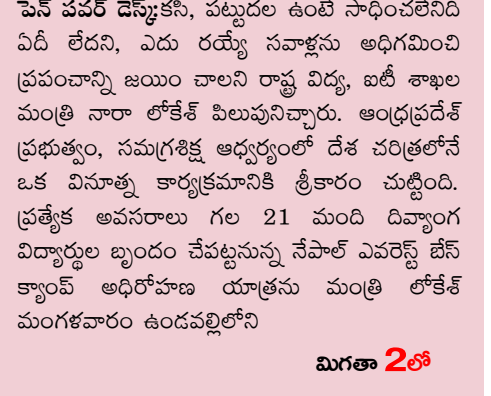 పెన్ పవర్ డెస్క్:కసి, పట్టుదల ఉంటే సాధించలేనిది
ఏదీ లేదని, ఎదు రయ్యే సవాళ్లను అధిగమించి
ప్రపంచాన్ని జయిం చాలని రాష్ట్ర విద్య, ఐటీ శాఖల
మంత్రి నారా లోకేశ్ పిలుపునిచ్చారు. ఆంధ్రప్రదేశ్
ప్రభుత్వం, సమగ్రశిక్ష ఆధ్వర్యంలో దేశ చరిత్రలోనే
ఒక వినూత్న కార్యక్రమానికి శ్రీకారం చుట్టింది.
ప్రత్యేక అవసరాలు గల 21 మంది దివ్యాంగ
విద్యార్థుల బృందం చేపట్టనున్న నేపాల్ ఎవరెస్ట్ బేస్
క్యాంప్ అధిరోహణ యాత్రను మంత్రి లోకేశ్
మంగళవారం ఉండవల్లిలోని
మిగతా 2లో